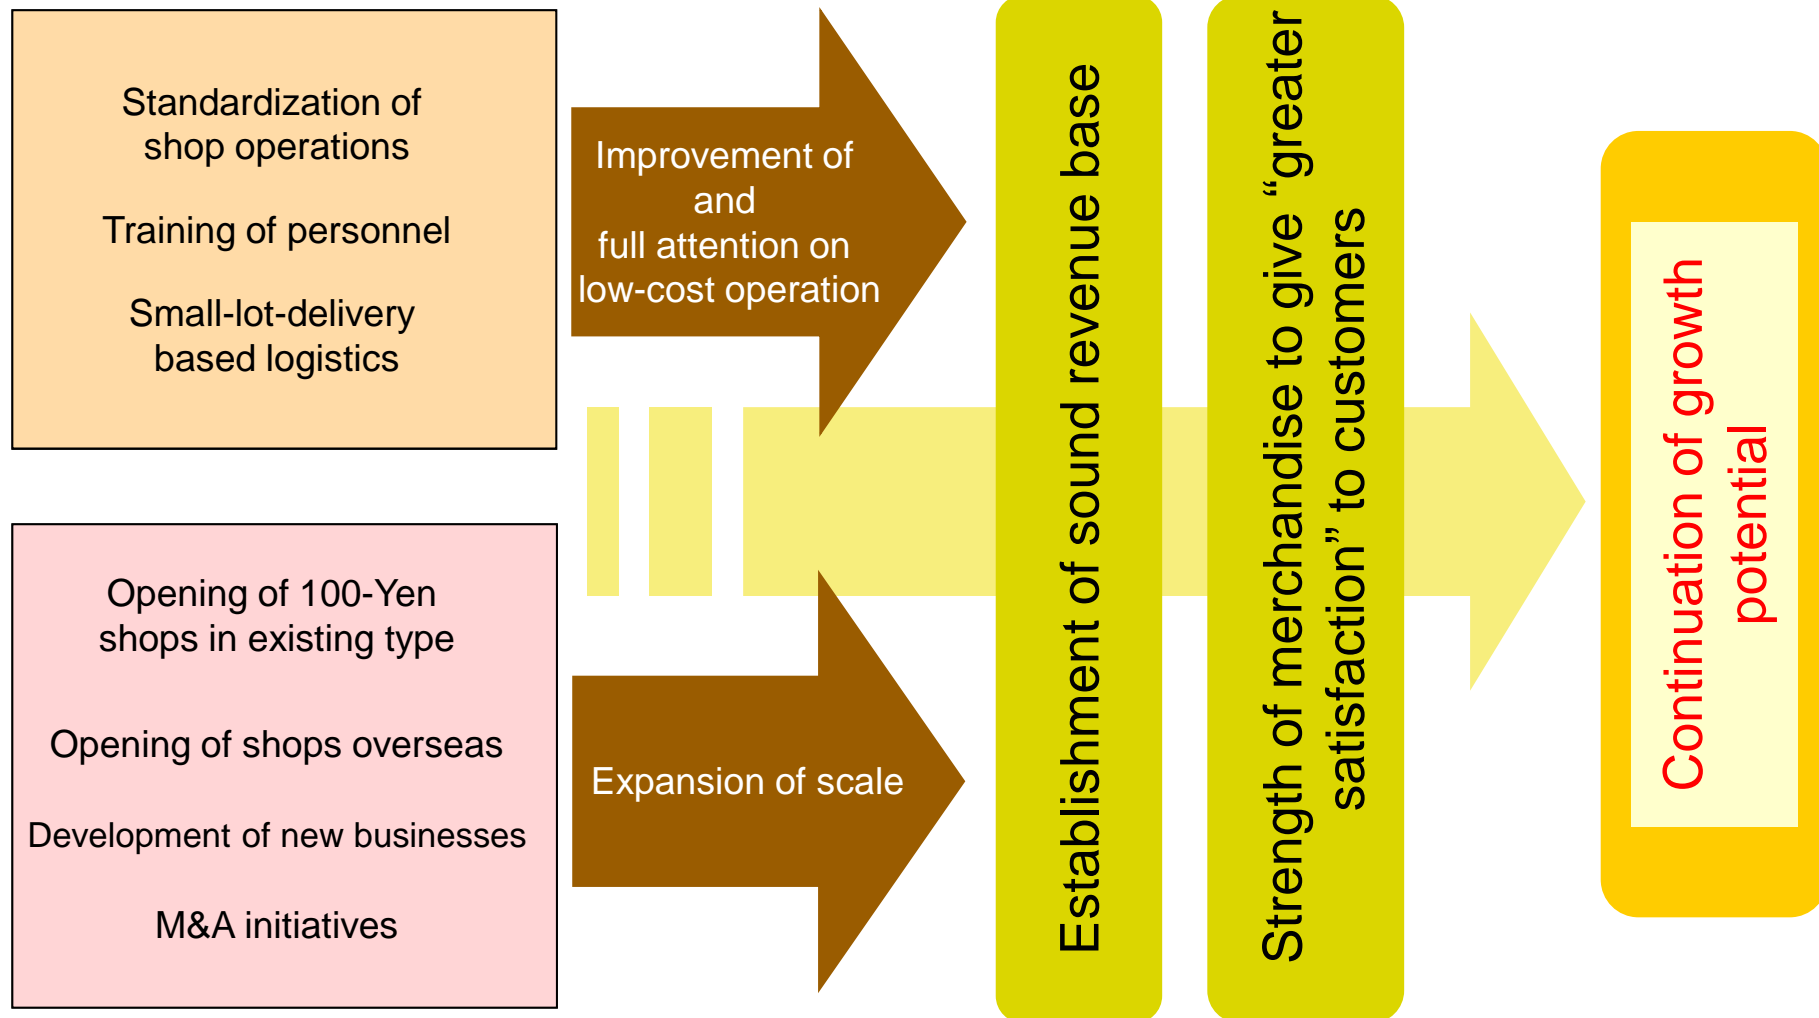 Standardization of
shop operations
Training of personnel
Small-lot-delivery
based logistics
Improvement of
and
full attention on
low-cost operation
Opening of 100-Yen
shops in existing type
Opening of shops overseas
Development of new businesses
M&A initiatives
Expansion of scale
Establishment of sound revenue base
Strength of merchandise to give “greater
satisfaction” to customers
Continuation of growth
potential